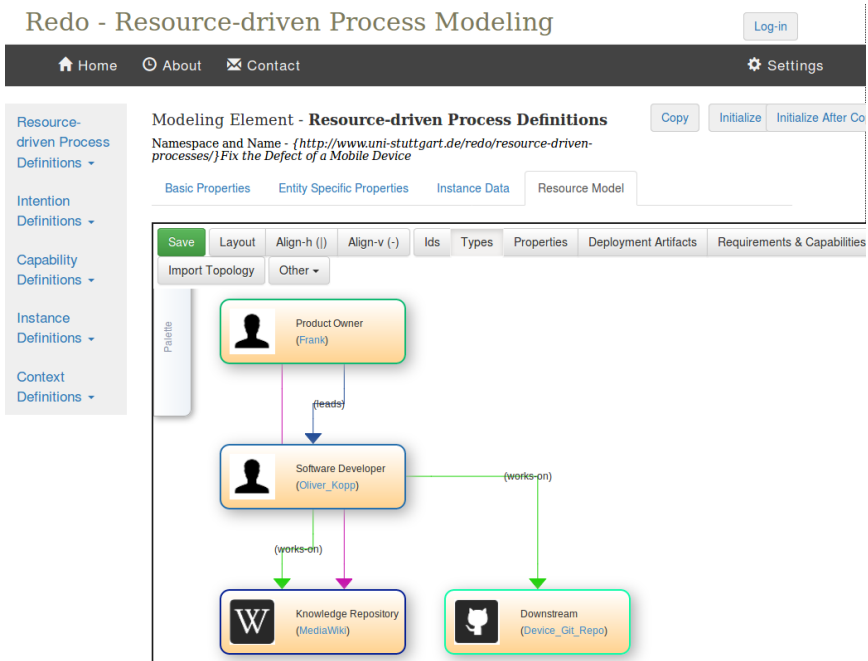 Redo - Resource-driven Process Modeling
Log-in
Home
About
Contact
Settings
Resource-
driven Process
Definitions
Intention
Definitions
Capability
Definitions
Instance
Definitions
Context
Definitions
Modeling Element - Resource-driven Process Definitions
Copy
Initialize
Initialize After Co
Namespace and Name - {http://www.uni-stuttgart.de/redo/resource-driven-
processes/}Fix the Defect of a Mobile Device
Basic Properties
Entity Specific Properties
Instance Data
Resource Model
Save
Layout
Align-h (|)
Align-v (-)
Ids
Types
Properties
Deployment Artifacts
Requirements & Capabilities
Import Topology
Other
Palette
Product Owner
(Frank)
(leads)
Software Developer
(Oliver_Kopp)
(works-on)
(works-on)
W
Knowledge Repository
(MediaWiki)
Downstream
(Device_Git_Repo)